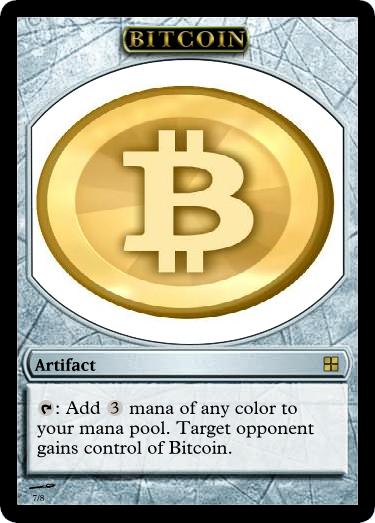 BITCOIN
Artifact
: Add 3 mana of any color to
your mana pool. Target opponent
gains control of Bitcoin.
7/8